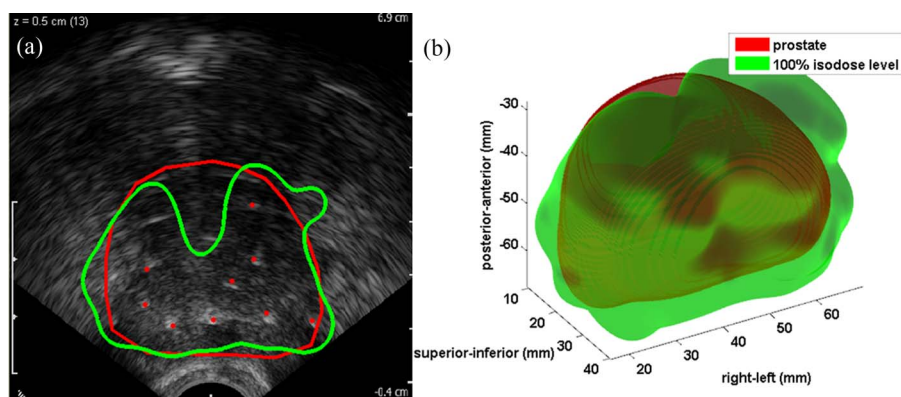 z = 0.5 cm (13)
6.9 cm
(a)
-0.4 cm
(b)
prostate
100% isodose level
-30
-40
-50
-60
posterior-anterior (mm)
10
20
30
40
superior-inferior (mm)
20
30
40
50
60
right-left (mm)